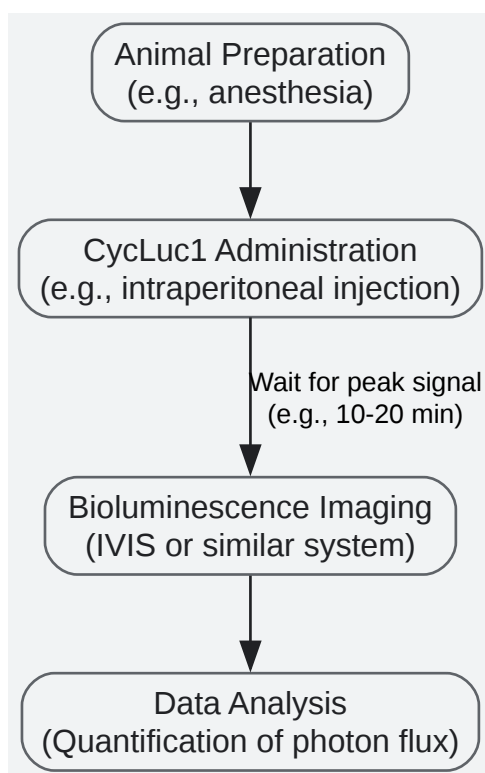 Animal Preparation
(e.g., anesthesia)
CycLuc1 Administration
(e.g., intraperitoneal injection)
Wait for peak signal
(e.g., 10-20 min)
Bioluminescence Imaging
(IVIS or similar system)
Data Analysis
(Quantification of photon flux)